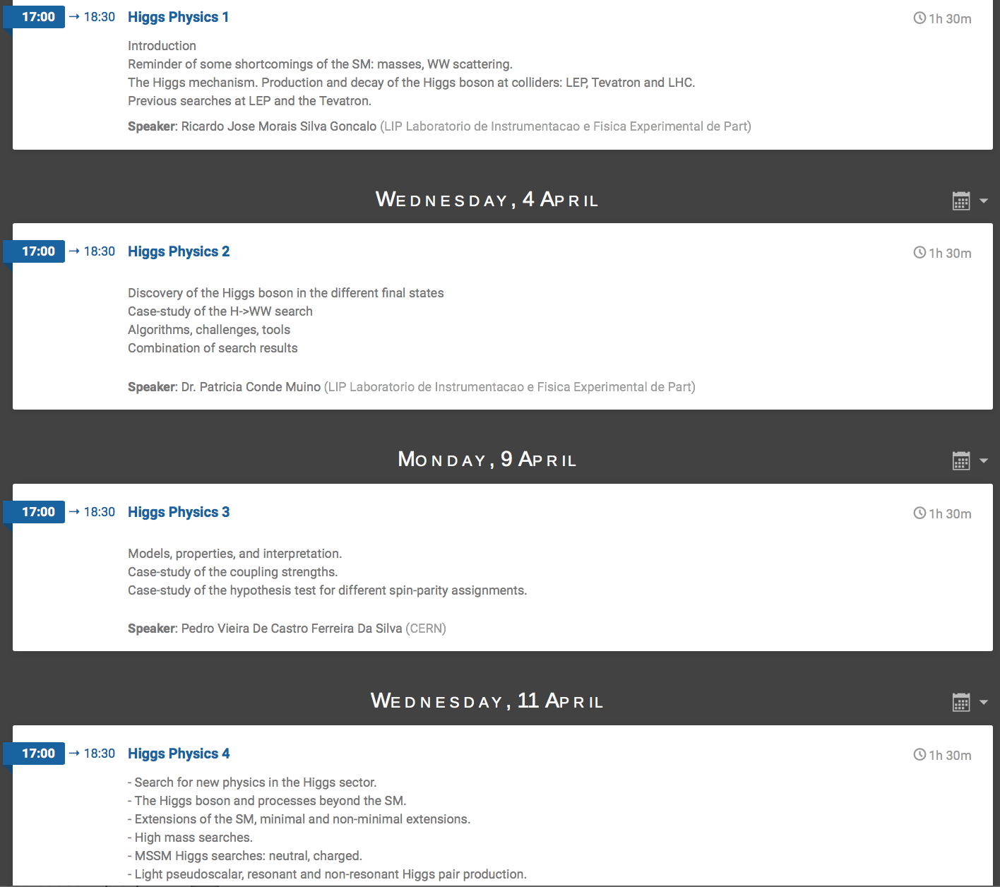 17:00 → 18:30 Higgs Physics 1 1h 30m
Introduction
Reminder of some shortcomings of the SM: masses, WW scattering.
The Higgs mechanism. Production and decay of the Higgs boson at colliders: LEP, Tevatron and LHC.
Previous searches at LEP and the Tevatron.
Speaker: Ricardo Jose Morais Silva Goncalo (LIP Laboratorio de Instrumentacao e Fisica Experimental de Part)
Wednesday, 4 April
17:00 → 18:30 Higgs Physics 2 1h 30m
Discovery of the Higgs boson in the different final states
Case-study of the H->WW search
Algorithms, challenges, tools
Combination of search results
Speaker: Dr. Patricia Conde Muino (LIP Laboratorio de Instrumentacao e Fisica Experimental de Part)
Monday, 9 April
17:00 → 18:30 Higgs Physics 3 1h 30m
Models, properties, and interpretation.
Case-study of the coupling strengths.
Case-study of the hypothesis test for different spin-parity assignments.
Speaker: Pedro Vieira De Castro Ferreira Da Silva (CERN)
Wednesday, 11 April
17:00 → 18:30 Higgs Physics 4 1h 30m
- Search for new physics in the Higgs sector.
- The Higgs boson and processes beyond the SM.
- Extensions of the SM, minimal and non-minimal extensions.
- High mass searches.
- MSSM Higgs searches: neutral, charged.
- Light pseudoscalar, resonant and non-resonant Higgs pair production.